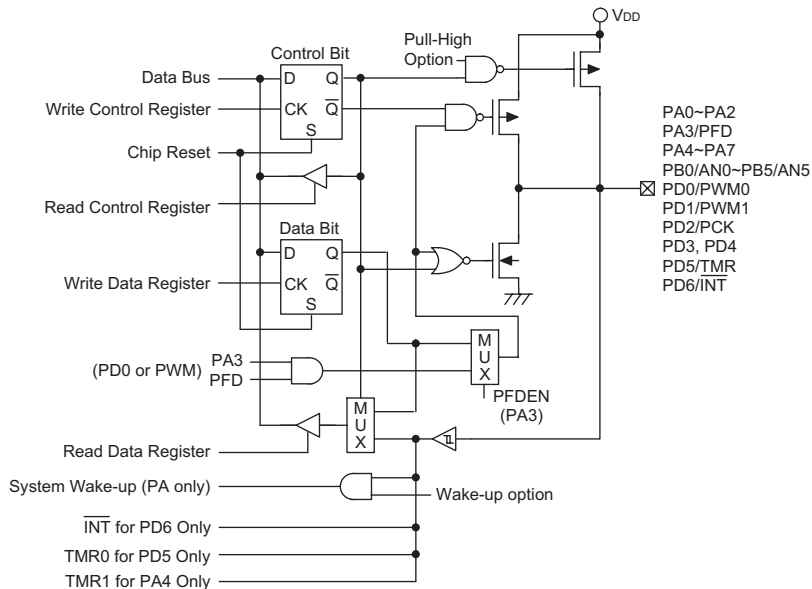 VDD
Control Bit
Pull-High
Option
Data Bus
D Q
Write Control Register
CK Q̅
S
Chip Reset
Read Control Register
Data Bit
D Q
Write Data Register
CK Q̅
S
PA0~PA2
PA3/PFD
PA4~PA7
PB0/AN0~PB5/AN5
PD0/PWM0
PD1/PWM1
PD2/PCK
PD3, PD4
PD5/TMR
PD6/I̅N̅T̅
(PD0 or PWM)
PA3
PFD
MUX
PFDEN
(PA3)
MUX
Read Data Register
System Wake-up (PA only)
Wake-up option
I̅N̅T̅ for PD6 Only
TMR0 for PD5 Only
TMR1 for PA4 Only